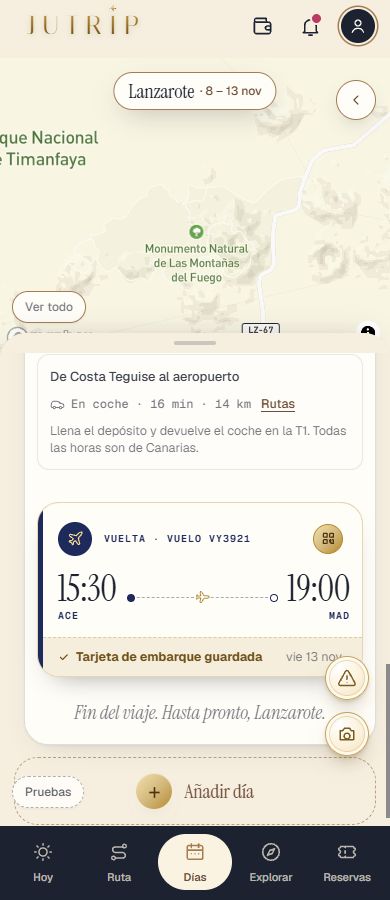 JUTRIP
Lanzarote · 8 – 13 nov
que Nacional
e Timanfaya
Monumento Natural
de Las Montañas
del Fuego
Ver todo
LZ-67
De Costa Teguise al aeropuerto
En coche · 16 min · 14 km Rutas
Llena el depósito y devuelve el coche en la T1. Todas
las horas son de Canarias.
VUELTA · VUELO VY3921
15:30 19:00
ACE MAD
Tarjeta de embarque guardada vie 13 nov
Fin del viaje. Hasta pronto, Lanzarote.
Pruebas
+ Añadir día
Hoy Ruta Días Explorar Reservas